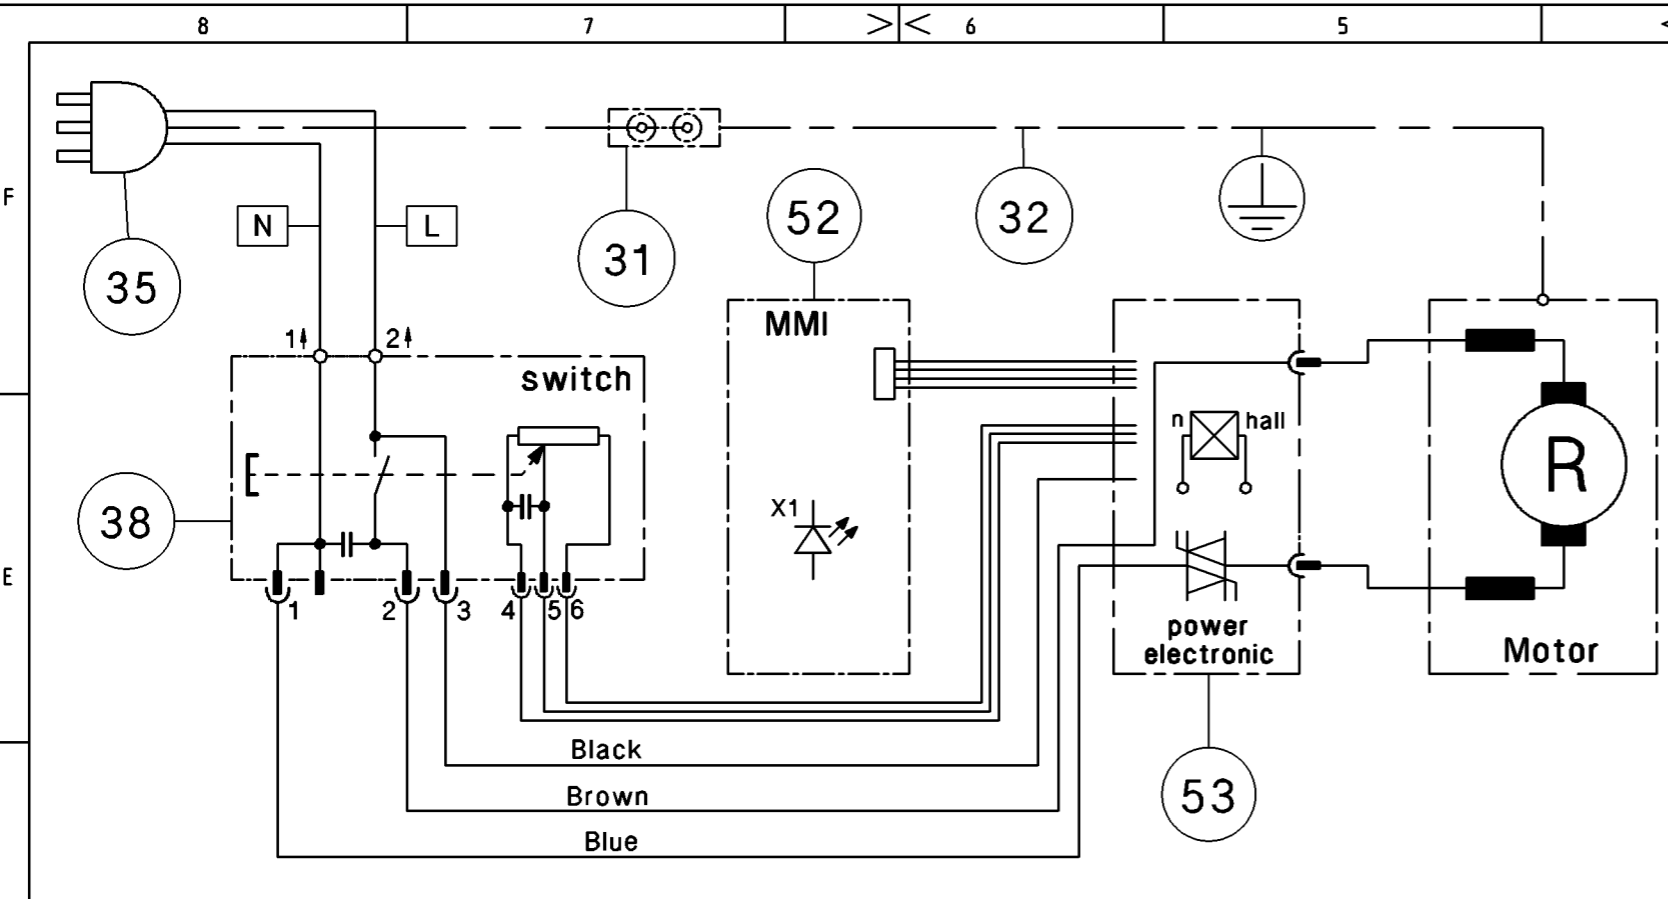 8 7 > < 6 5 <
F
N L
35
31
52
32
1 2
MMI
switch
n hall
R
X1
38
E
1 2 3 4 5 6
power
electronic
Motor
Black
Brown
53
Blue